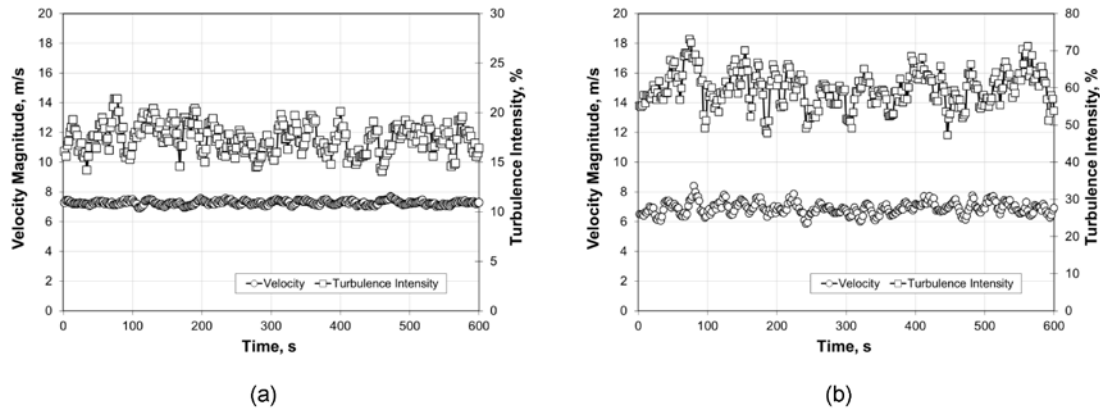 20 30
18
16 25
14 20
12
10 15
8
6 10
4 5
2
0 0
Velocity Magnitude, m/s
Turbulence Intensity, %
Velocity Turbulence Intensity
0 100 200 300 400 500 600
Time, s
(a)
20 80
18 70
16 60
14
12 50
10 40
8 30
6
4 20
2 10
0 0
Velocity Magnitude, m/s
Turbulence Intensity, %
Velocity Turbulence Intensity
0 100 200 300 400 500 600
Time, s
(b)